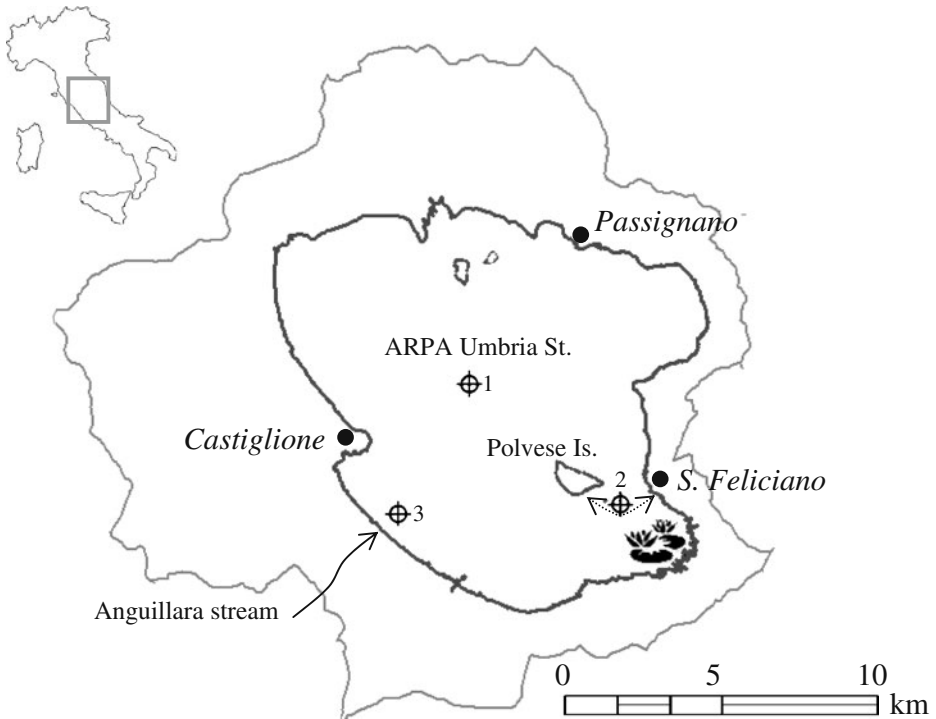 Passignano
ARPA Umbria St.
1
Castiglione
Polvese Is.
2
S. Feliciano
3
Anguillara stream
0 5 10
km